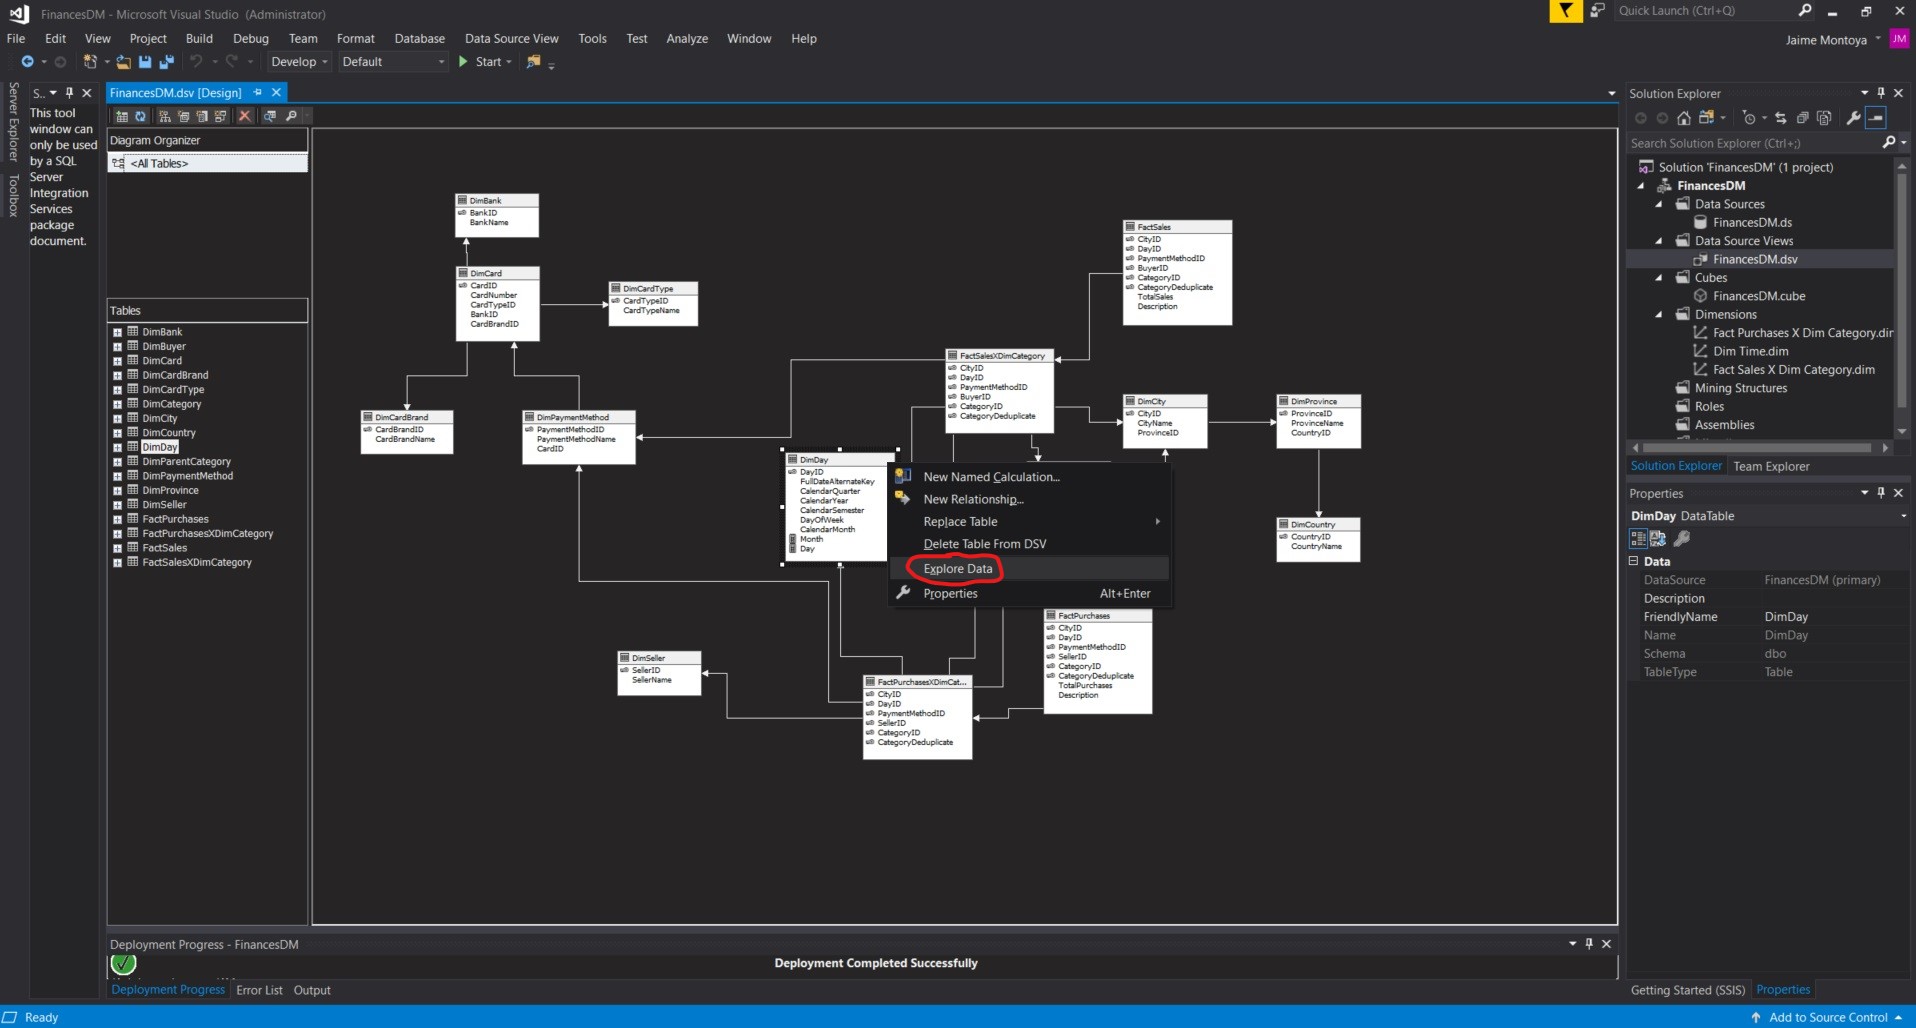 FinancesDM - Microsoft Visual Studio (Administrator)
Quick Launch (Ctrl+Q)
File Edit View Project Build Debug Team Format Database Data Source View Tools Test Analyze Window Help
Jaime Montoya JM
Develop Default Start
Server Explorer
Toolbox
S..
This tool
window can
only be used
by a SQL
Server
Integration
Services
package
document.
FinancesDM.dsv [Design]
Diagram Organizer
<All Tables>
Tables
DimBank
DimBuyer
DimCard
DimCardBrand
DimCardType
DimCategory
DimCity
DimCountry
DimDay
DimParentCategory
DimPaymentMethod
DimProvince
DimSeller
FactPurchases
FactPurchasesXDimCategory
FactSales
FactSalesXDimCategory
DimBank
BankID
BankName
DimCard
CardID
CardNumber
CardTypeID
BankID
CardBrandID
DimCardType
CardTypeID
CardTypeName
DimCardBrand
CardBrandID
CardBrandName
DimPaymentMethod
PaymentMethodID
PaymentMethodName
CardID
FactSales
CityID
DayID
PaymentMethodID
BuyerID
CategoryID
CategoryDeduplicate
TotalSales
Description
FactSalesXDimCategory
CityID
DayID
PaymentMethodID
BuyerID
CategoryID
CategoryDeduplicate
DimCity
CityID
CityName
ProvinceID
DimProvince
ProvinceID
ProvinceName
CountryID
DimCountry
CountryID
CountryName
DimDay
DayID
FullDateAlternateKey
CalendarQuarter
CalendarYear
CalendarSemester
DayOfWeek
CalendarMonth
Month
Day
New Named Calculation...
New Relationship...
Replace Table
Delete Table From DSV
Explore Data
Properties Alt+Enter
FactPurchases
CityID
DayID
PaymentMethodID
SellerID
CategoryID
CategoryDeduplicate
TotalPurchases
Description
DimSeller
SellerID
SellerName
FactPurchasesXDimCat...
CityID
DayID
PaymentMethodID
SellerID
CategoryID
CategoryDeduplicate
Solution Explorer
Search Solution Explorer (Ctrl+;)
Solution 'FinancesDM' (1 project)
FinancesDM
Data Sources
FinancesDM.ds
Data Source Views
FinancesDM.dsv
Cubes
FinancesDM.cube
Dimensions
Fact Purchases X Dim Category.dir
Dim Time.dim
Fact Sales X Dim Category.dim
Mining Structures
Roles
Assemblies
Solution Explorer Team Explorer
Properties
DimDay DataTable
Data
DataSource FinancesDM (primary)
Description
FriendlyName DimDay
Name DimDay
Schema dbo
TableType Table
Deployment Progress - FinancesDM
Deployment Completed Successfully
Deployment Progress Error List Output
Getting Started (SSIS) Properties
Ready
Add to Source Control